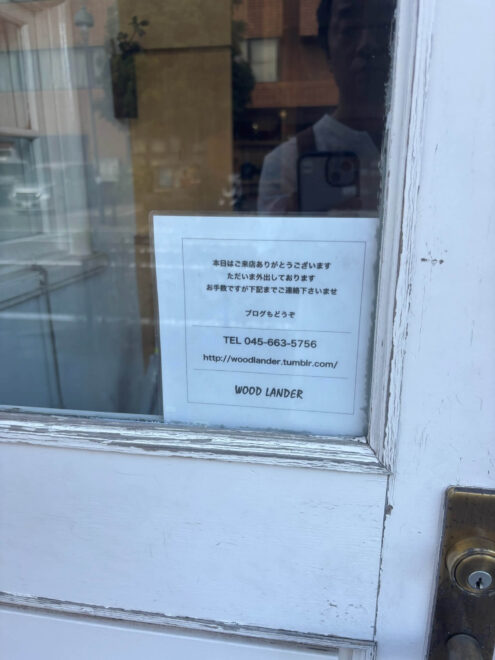 本日はご来店ありがとうございます
ただいま外出しております
お手数ですが下記までご連絡下さいませ
ブログもどうぞ
TEL 045-663-5756
http://woodlander.tumblr.com/
WOOD LANDER